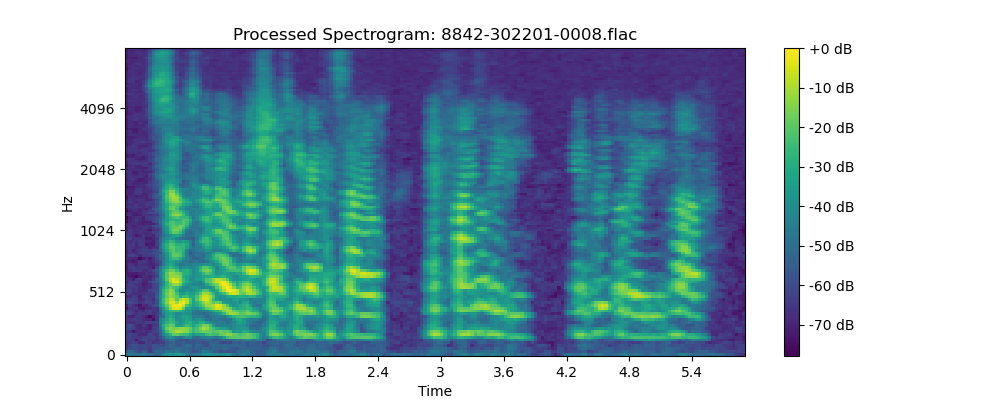 Processed Spectrogram: 8842-302201-0008.flac
+0 dB
-10 dB
-20 dB
-30 dB
-40 dB
-50 dB
-60 dB
-70 dB
Hz
4096
2048
1024
512
0
0 0.6 1.2 1.8 2.4 3 3.6 4.2 4.8 5.4
Time